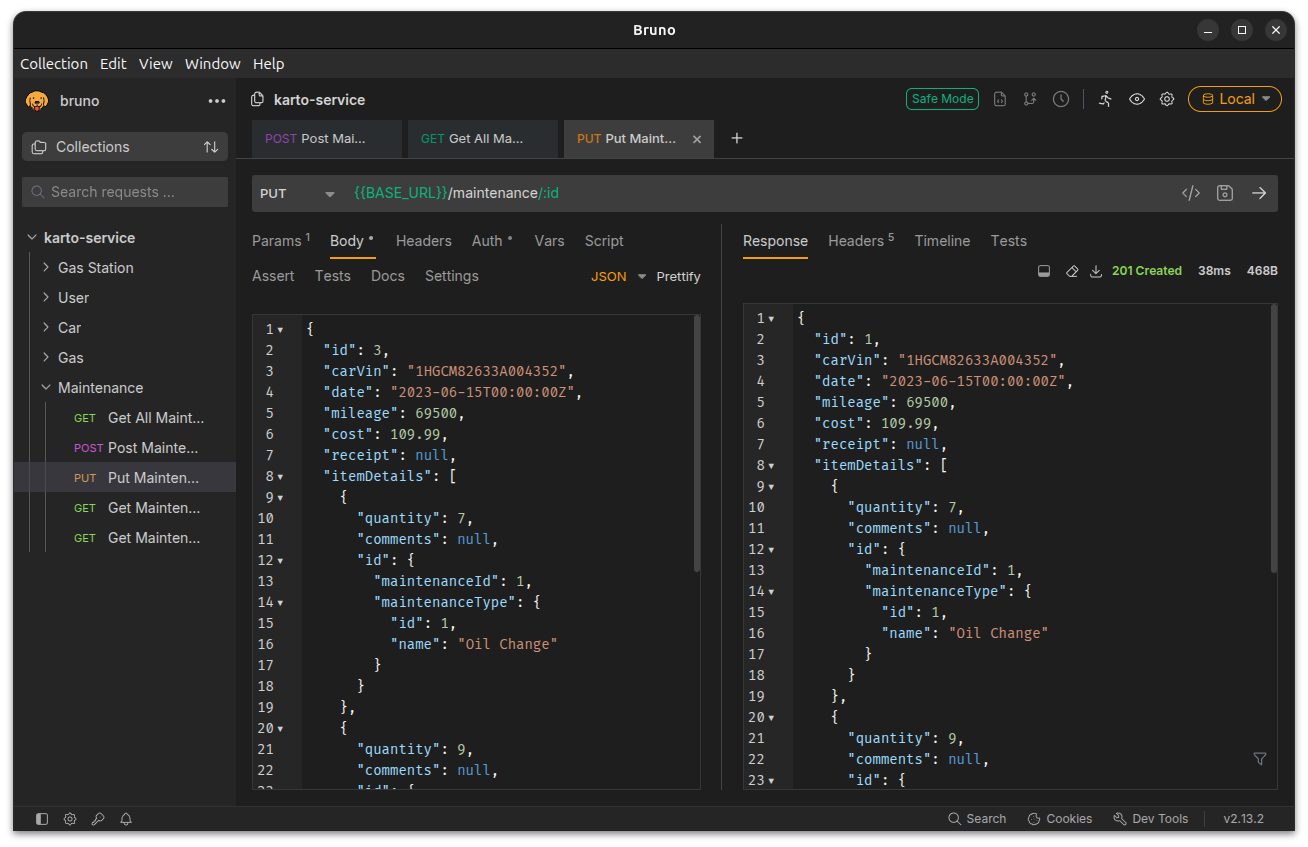 Bruno
Collection Edit View Window Help
bruno
karto-service
Safe Mode
Local
Collections
POST Post Mai...
GET Get All Ma...
PUT Put Maint...
Search requests ...
PUT
{{BASE_URL}}/maintenance/:id
karto-service
Gas Station
User
Car
Gas
Maintenance
GET Get All Maint...
POST Post Mainte...
PUT Put Mainten...
GET Get Mainten...
GET Get Mainten...
Params 1 Body Headers Auth Vars Script
Assert Tests Docs Settings
JSON Prettify
1 {
2 "id": 3,
3 "carVin": "1HGCM82633A004352",
4 "date": "2023-06-15T00:00:00Z",
5 "mileage": 69500,
6 "cost": 109.99,
7 "receipt": null,
8 "itemDetails": [
9 {
10 "quantity": 7,
11 "comments": null,
12 "id": {
13 "maintenanceId": 1,
14 "maintenanceType": {
15 "id": 1,
16 "name": "Oil Change"
17 }
18 }
19 },
20 {
21 "quantity": 9,
22 "comments": null,
23 "id": {
Response Headers 5 Timeline Tests
201 Created 38ms 468B
1 {
2 "id": 1,
3 "carVin": "1HGCM82633A004352",
4 "date": "2023-06-15T00:00:00Z",
5 "mileage": 69500,
6 "cost": 109.99,
7 "receipt": null,
8 "itemDetails": [
9 {
10 "quantity": 7,
11 "comments": null,
12 "id": {
13 "maintenanceId": 1,
14 "maintenanceType": {
15 "id": 1,
16 "name": "Oil Change"
17 }
18 }
19 },
20 {
21 "quantity": 9,
22 "comments": null,
23 "id": {
Search Cookies Dev Tools v2.13.2